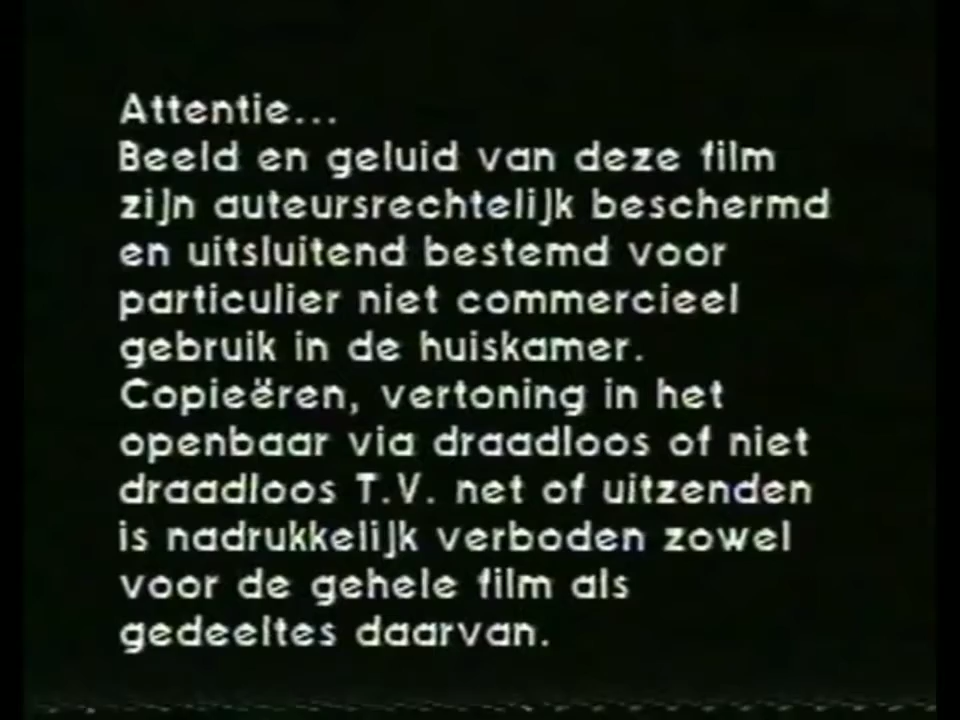 Attentie...
Beeld en geluid van deze film
zijn auteursrechtelijk beschermd
en uitsluitend bestemd voor
particulier niet commercieel
gebruik in de huiskamer.
Copieëren, vertoning in het
openbaar via draadloos of niet
draadloos T.V. net of uitzenden
is nadrukkelijk verboden zowel
voor de gehele film als
gedeeltes daarvan.